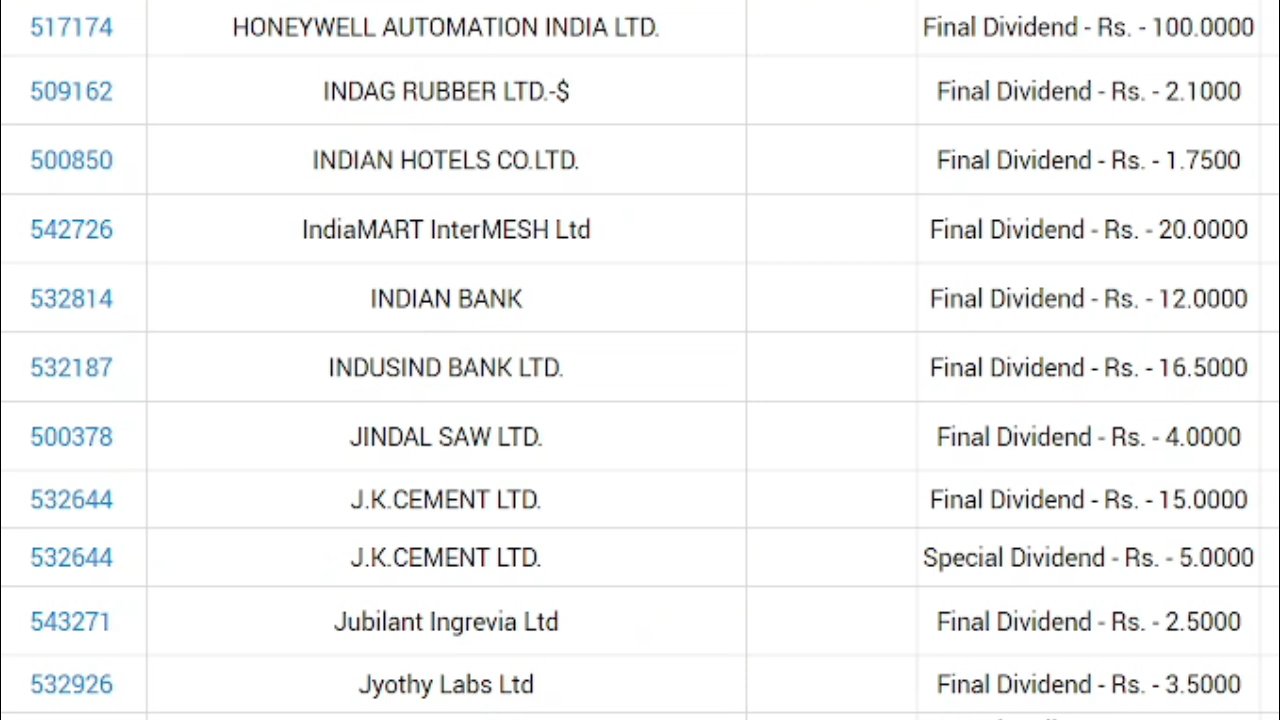 517174 HONEYWELL AUTOMATION INDIA LTD. Final Dividend - Rs. - 100.0000
509162 INDAG RUBBER LTD.-$ Final Dividend - Rs. - 2.1000
500850 INDIAN HOTELS CO.LTD. Final Dividend - Rs. - 1.7500
542726 IndiaMART InterMESH Ltd Final Dividend - Rs. - 20.0000
532814 INDIAN BANK Final Dividend - Rs. - 12.0000
532187 INDUSIND BANK LTD. Final Dividend - Rs. - 16.5000
500378 JINDAL SAW LTD. Final Dividend - Rs. - 4.0000
532644 J.K.CEMENT LTD. Final Dividend - Rs. - 15.0000
532644 J.K.CEMENT LTD. Special Dividend - Rs. - 5.0000
543271 Jubilant Ingrevia Ltd Final Dividend - Rs. - 2.5000
532926 Jyothy Labs Ltd Final Dividend - Rs. - 3.5000